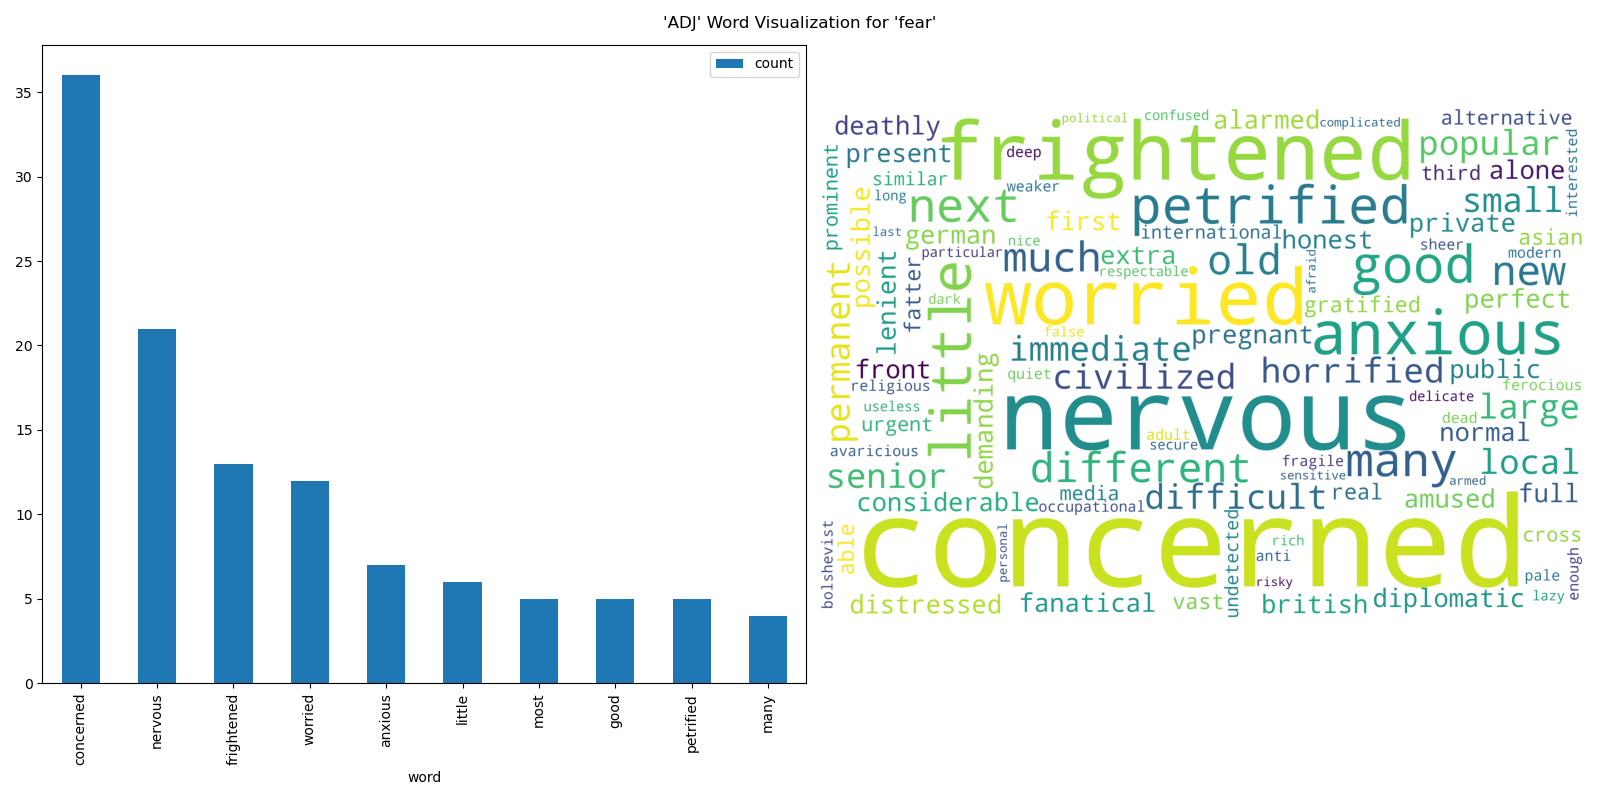 'ADJ' Word Visualization for 'fear'
count
35
30
25
20
15
10
5
0
concerned
nervous
frightened
worried
anxious
little
most
good
petrified
many
word
political
confused
alarmed
complicated
alternative
deathly
frightened
popular
interested
present
deep
third
alone
prominent
similar
weaker
petrified
small
possible
long
next
first
private
last
german
nice
international
honest
sheer
asian
particular
much
extra
old
afraid
good
modern
new
respectable
permanent
lenient
fatter
dark
little
worried
gratified
perfect
false
pregnant
anxious
immediate
front
demanding
quiet
civilized
horrified
public
religious
ferocious
nervous
delicate
large
useless
urgent
adult
dead
normal
avaricious
secure
senior
different
fragile
sensitive
many
local
armed
considerable
media
occupational
difficult
real
amused
full
bolshevist
able
concerned
personal
undetected
rich
anti
risky
cross
enough
pale
lazy
distressed
fanatical
vast
british
diplomatic